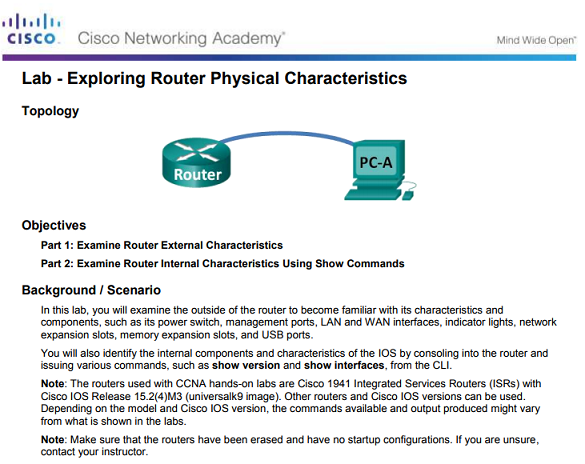 CISCO. Cisco Networking Academy® Mind Wide Open™
Lab - Exploring Router Physical Characteristics
Topology
Router
PC-A
Objectives
Part 1: Examine Router External Characteristics
Part 2: Examine Router Internal Characteristics Using Show Commands
Background / Scenario
In this lab, you will examine the outside of the router to become familiar with its characteristics and
components, such as its power switch, management ports, LAN and WAN interfaces, indicator lights, network
expansion slots, memory expansion slots, and USB ports.
You will also identify the internal components and characteristics of the IOS by consoling into the router and
issuing various commands, such as show version and show interfaces, from the CLI.
Note: The routers used with CCNA hands-on labs are Cisco 1941 Integrated Services Routers (ISRs) with
Cisco IOS Release 15.2(4)M3 (universalk9 image). Other routers and Cisco IOS versions can be used.
Depending on the model and Cisco IOS version, the commands available and output produced might vary
from what is shown in the labs.
Note: Make sure that the routers have been erased and have no startup configurations. If you are unsure,
contact your instructor.